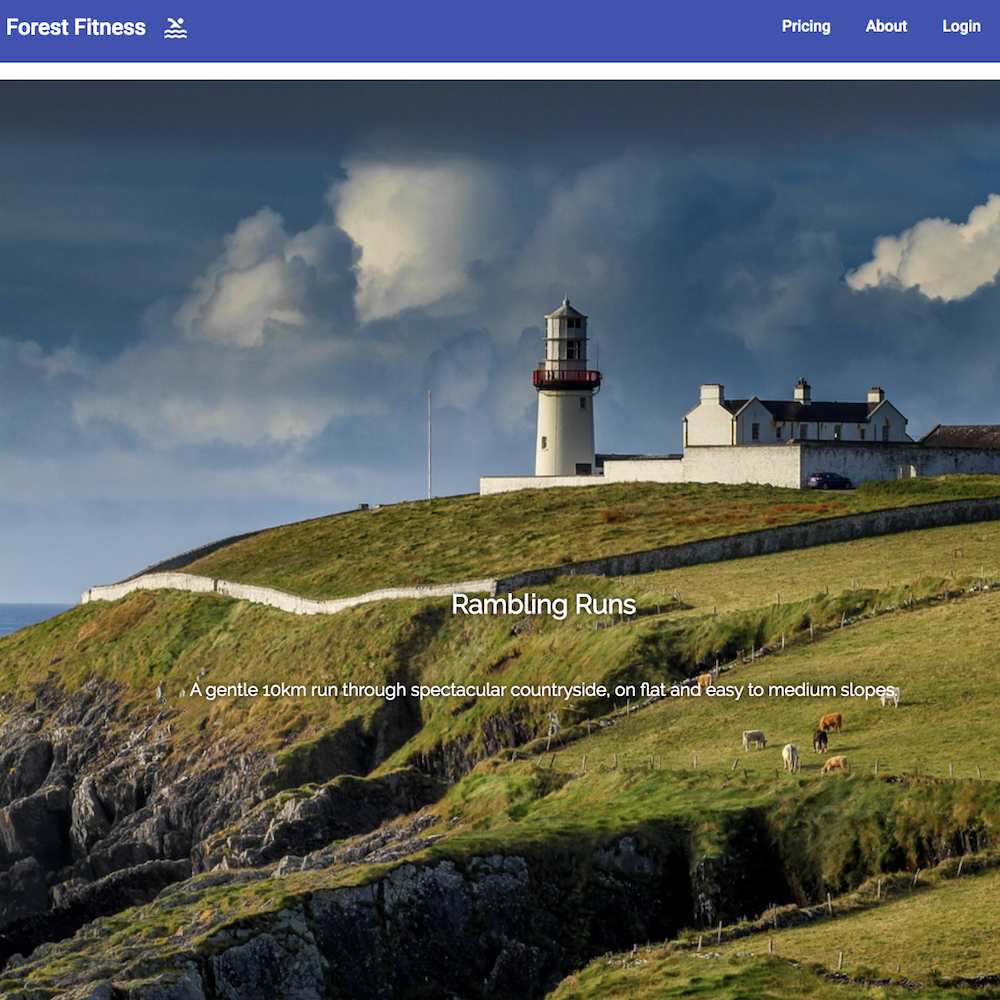 Forest Fitness
Pricing
About
Login
Rambling Runs
A gentle 10km run through spectacular countryside, on flat and easy to medium slopes.